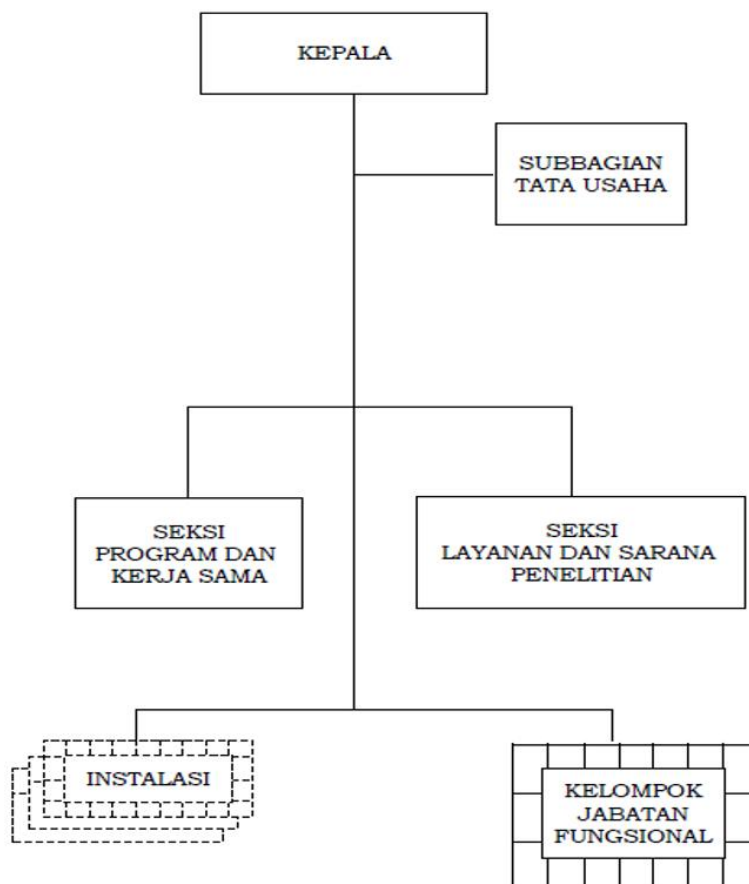 KEPALA
SUBBAGIAN
TATA USAHA
SEKSI
PROGRAM DAN
KERJA SAMA
SEKSI
LAYANAN DAN SARANA
PENELITIAN
INSTALASI
KELOMPOK
JABATAN
FUNGSIONAL